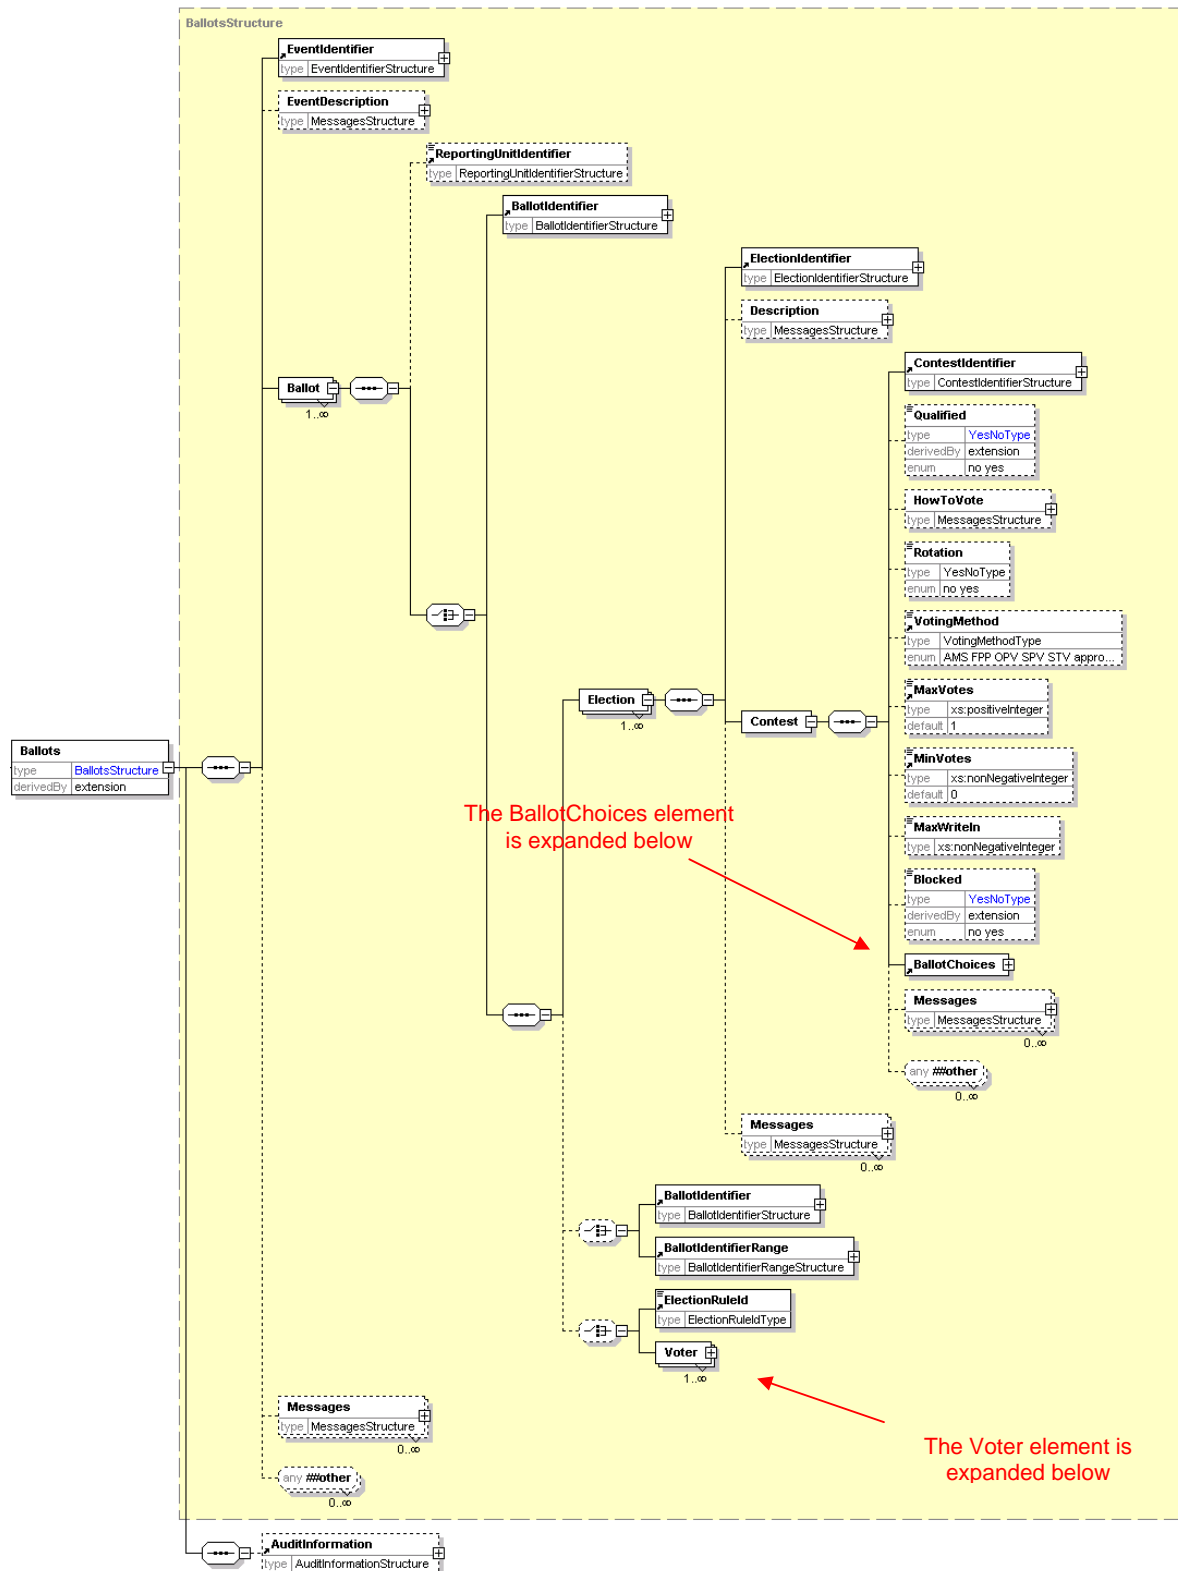 BallotsStructure
EventIdentifier
type EventIdentifierStructure
EventDescription
type MessagesStructure
ReportingUnitIdentifier
type ReportingUnitIdentifierStructure
BallotIdentifier
type BallotIdentifierStructure
ElectionIdentifier
type ElectionIdentifierStructure
Description
type MessagesStructure
ContestIdentifier
type ContestIdentifierStructure
Ballot
1..∞
Qualified
type YesNoType
derivedBy extension
enum no yes
HowToVote
type MessagesStructure
Rotation
type YesNoType
enum no yes
VotingMethod
type VotingMethodType
enum AMS FPP OPV SPV STV appro...
Election
1..∞
Contest
MaxVotes
type xs:positiveInteger
default 1
Ballots
type BallotsStructure
derivedBy extension
MinVotes
type xs:nonNegativeInteger
default 0
The BallotChoices element
is expanded below
MaxWriteIn
type xs:nonNegativeInteger
Blocked
type YesNoType
derivedBy extension
enum no yes
BallotChoices
Messages
type MessagesStructure
0..∞
any ##other
0..∞
Messages
type MessagesStructure
0..∞
BallotIdentifier
type BallotIdentifierStructure
BallotIdentifierRange
type BallotIdentifierRangeStructure
ElectionRuleId
type ElectionRuleIdType
Voter
1..∞
Messages
type MessagesStructure
0..∞
The Voter element is
expanded below
any ##other
0..∞
AuditInformation
type AuditInformationStructure